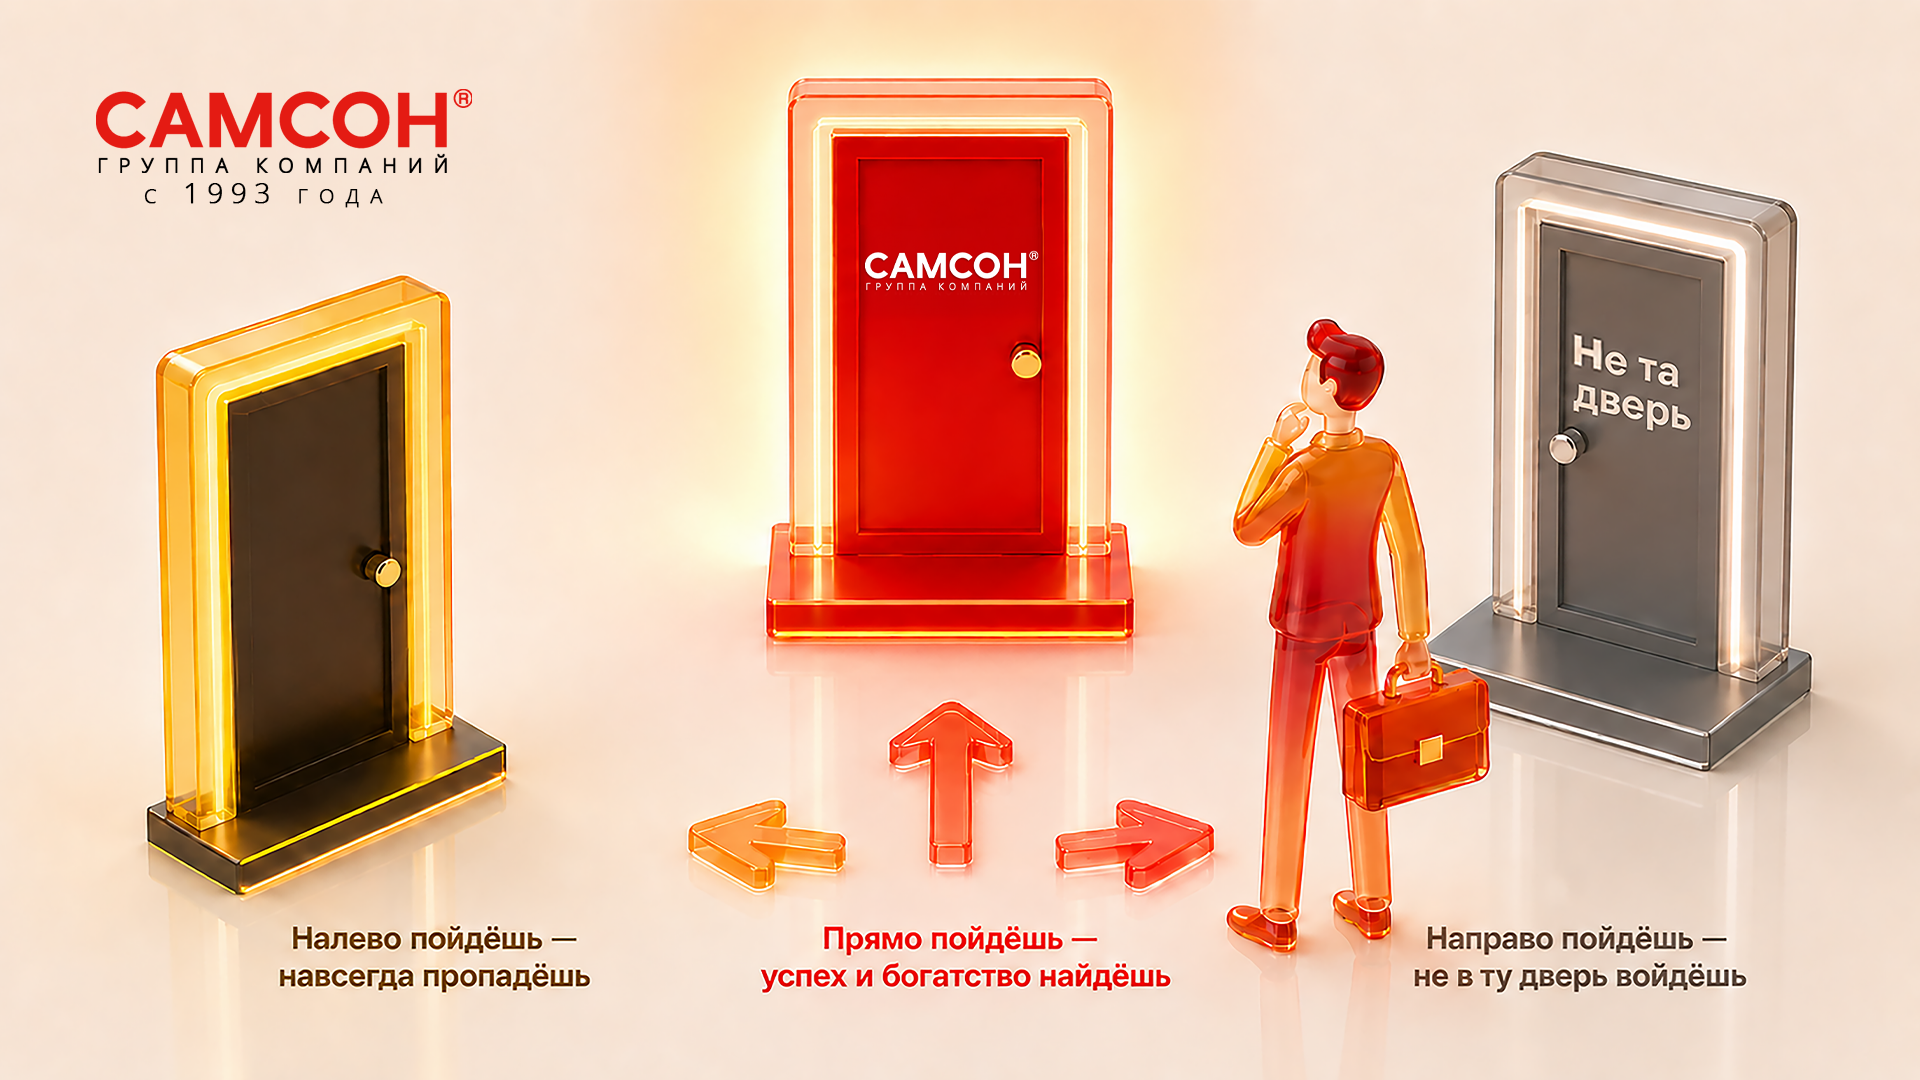 САМСОН®
ГРУППА КОМПАНИЙ
С 1993 ГОДА
САМСОН®
ГРУППА КОМПАНИЙ
Не та
дверь
Налево пойдёшь —
навсегда пропадёшь
Прямо пойдёшь —
успех и богатство найдёшь
Направо пойдёшь —
не в ту дверь войдёшь